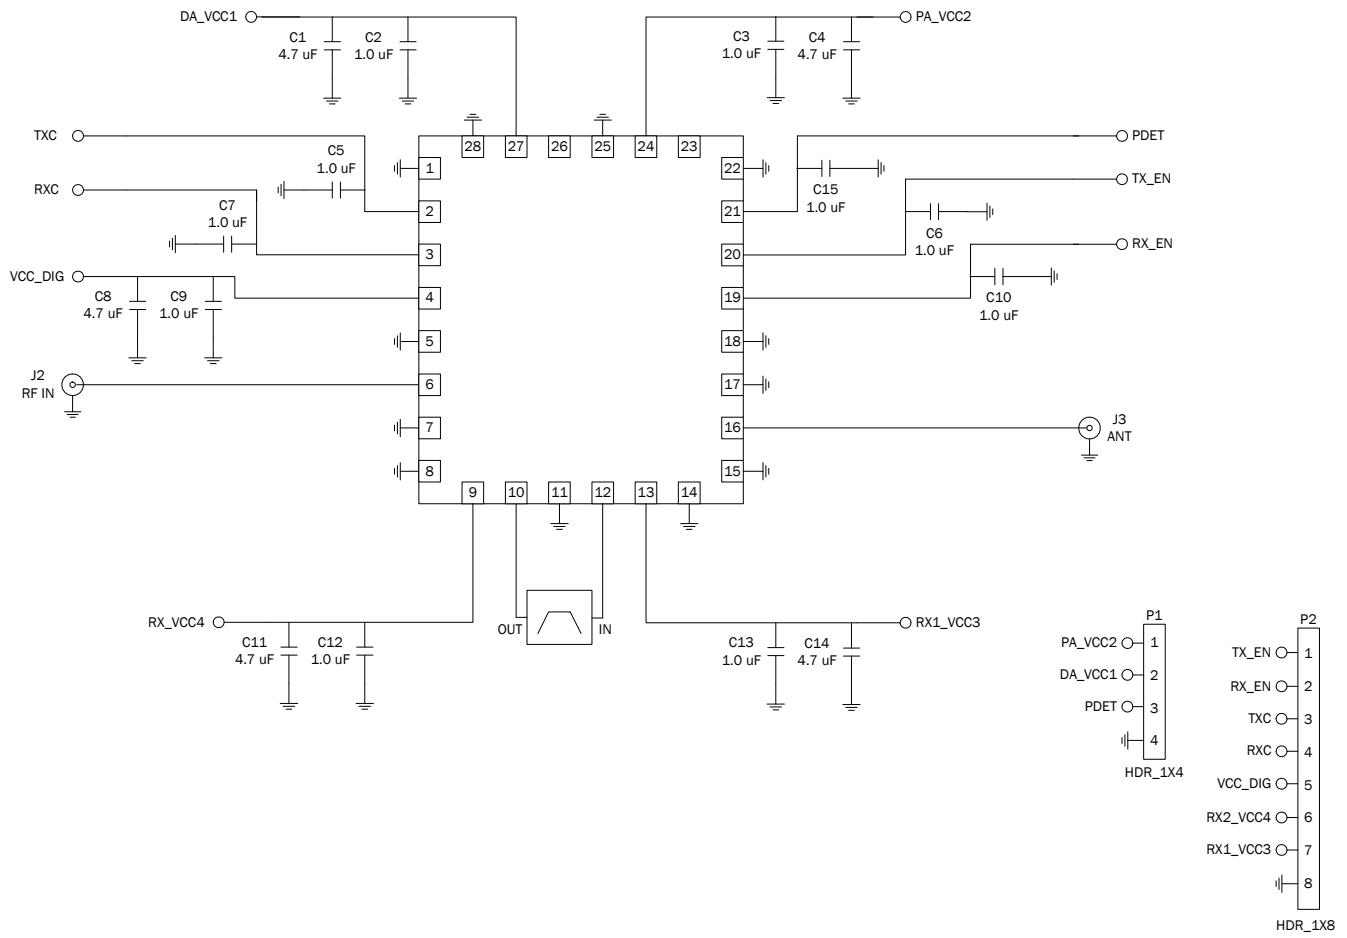 DA_VCC1
C1
4.7 uF
C2
1.0 uF
C3
1.0 uF
C4
4.7 uF
PA_VCC2
TXC
C5
1.0 uF
RXC
C7
1.0 uF
VCC_DIG
C8
4.7 uF
C9
1.0 uF
J2
RF IN
28
27
26
25
24
23
1
2
3
4
5
6
7
8
22
21
20
19
18
17
16
15
9
10
11
12
13
14
PDET
C15
1.0 uF
TX_EN
C6
1.0 uF
RX_EN
C10
1.0 uF
J3
ANT
RX_VCC4
C11
4.7 uF
C12
1.0 uF
OUT
IN
C13
1.0 uF
C14
4.7 uF
RX1_VCC3
P1
PA_VCC2 1
DA_VCC1 2
PDET 3
4
HDR_1X4
P2
TX_EN 1
RX_EN 2
TXC 3
RXC 4
VCC_DIG 5
RX2_VCC4 6
RX1_VCC3 7
8
HDR_1X8